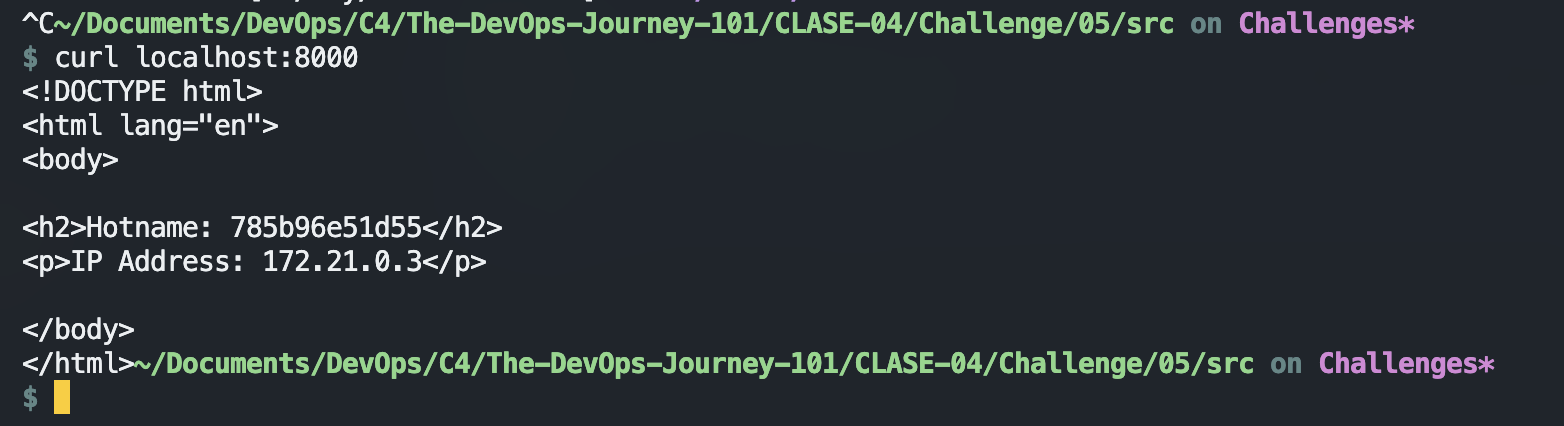 ^C~/Documents/DevOps/C4/The-DevOps-Journey-101/CLASE-04/Challenge/05/src on Challenges*
$ curl localhost:8000
<!DOCTYPE html>
<html lang="en">
<body>
<h2>Hotname: 785b96e51d55</h2>
<p>IP Address: 172.21.0.3</p>
</body>
</html>~/Documents/DevOps/C4/The-DevOps-Journey-101/CLASE-04/Challenge/05/src on Challenges*
$